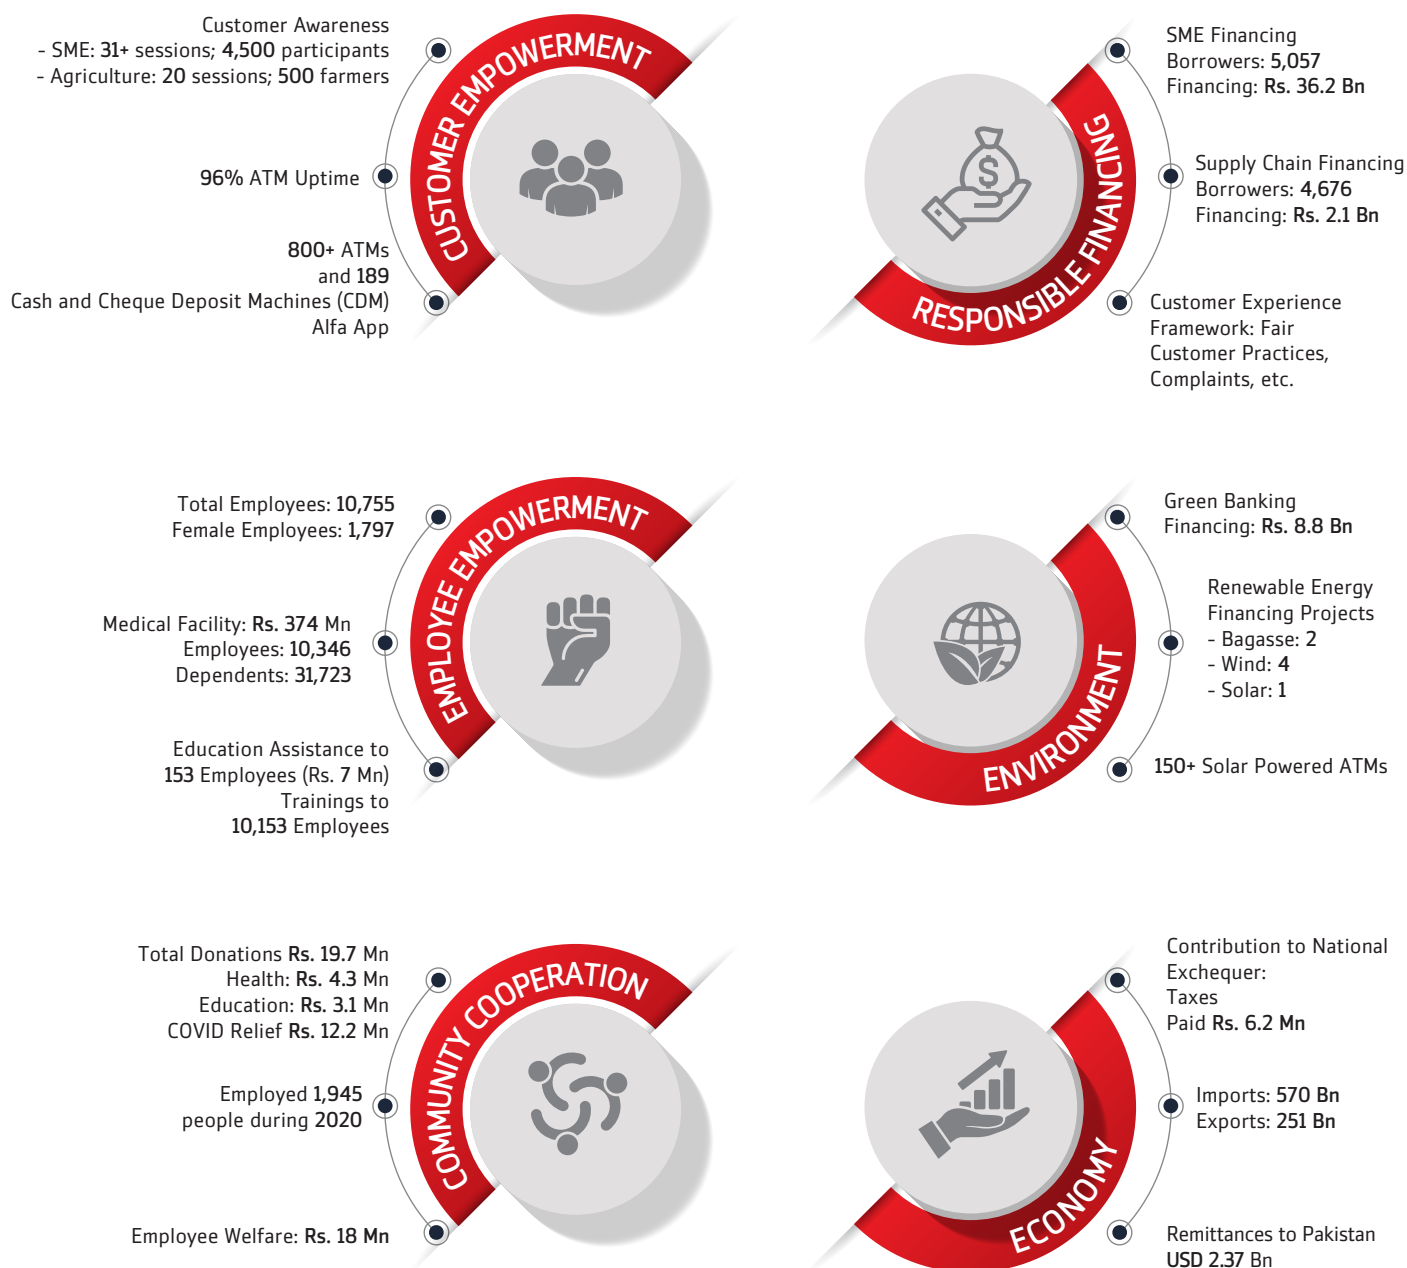 Customer Awareness
- SME: 31+ sessions; 4,500 participants
- Agriculture: 20 sessions; 500 farmers
96% ATM Uptime
800+ ATMs
and 189
Cash and Cheque Deposit Machines (CDM)
Alfa App
CUSTOMER EMPOWERMENT
RESPONSIBLE FINANCING
SME Financing
Borrowers: 5,057
Financing: Rs. 36.2 Bn
Supply Chain Financing
Borrowers: 4,676
Financing: Rs. 2.1 Bn
Customer Experience
Framework: Fair
Customer Practices,
Complaints, etc.
Total Employees: 10,755
Female Employees: 1,797
Medical Facility: Rs. 374 Mn
Employees: 10,346
Dependents: 31,723
Education Assistance to
153 Employees (Rs. 7 Mn)
Trainings to
10,153 Employees
EMPLOYEE EMPOWERMENT
ENVIRONMENT
Green Banking
Financing: Rs. 8.8 Bn
Renewable Energy
Financing Projects
- Bagasse: 2
- Wind: 4
- Solar: 1
150+ Solar Powered ATMs
Total Donations Rs. 19.7 Mn
Health: Rs. 4.3 Mn
Education: Rs. 3.1 Mn
COVID Relief Rs. 12.2 Mn
Employed 1,945
people during 2020
Employee Welfare: Rs. 18 Mn
COMMUNITY COOPERATION
ECONOMY
Contribution to National
Exchequer:
Taxes
Paid Rs. 6.2 Mn
Imports: 570 Bn
Exports: 251 Bn
Remittances to Pakistan
USD 2.37 Bn